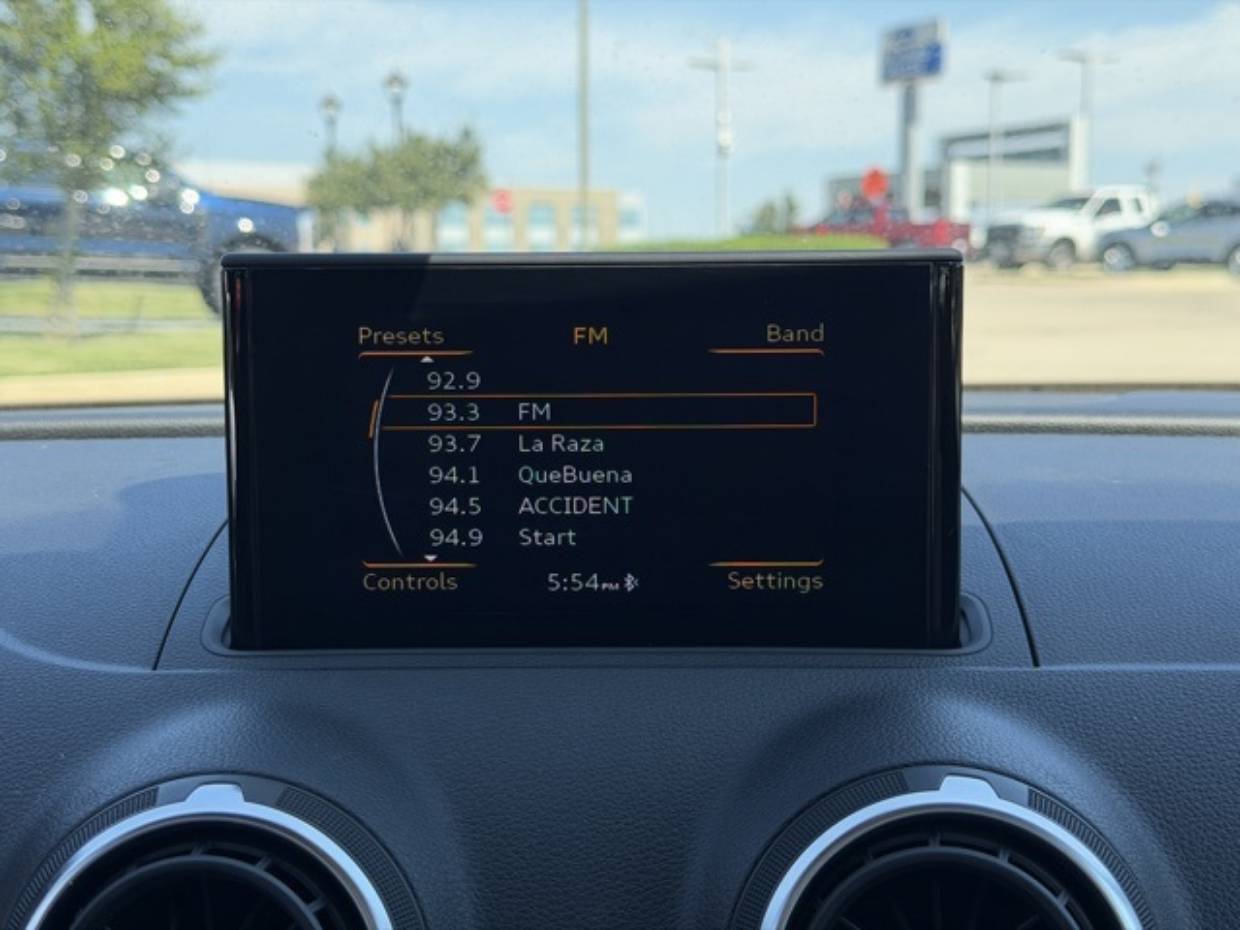 Presets FM Band
92.9
93.3 FM
93.7 La Raza
94.1 QueBuena
94.5 ACCIDENT
94.9 Start
Controls 5:54PM Settings